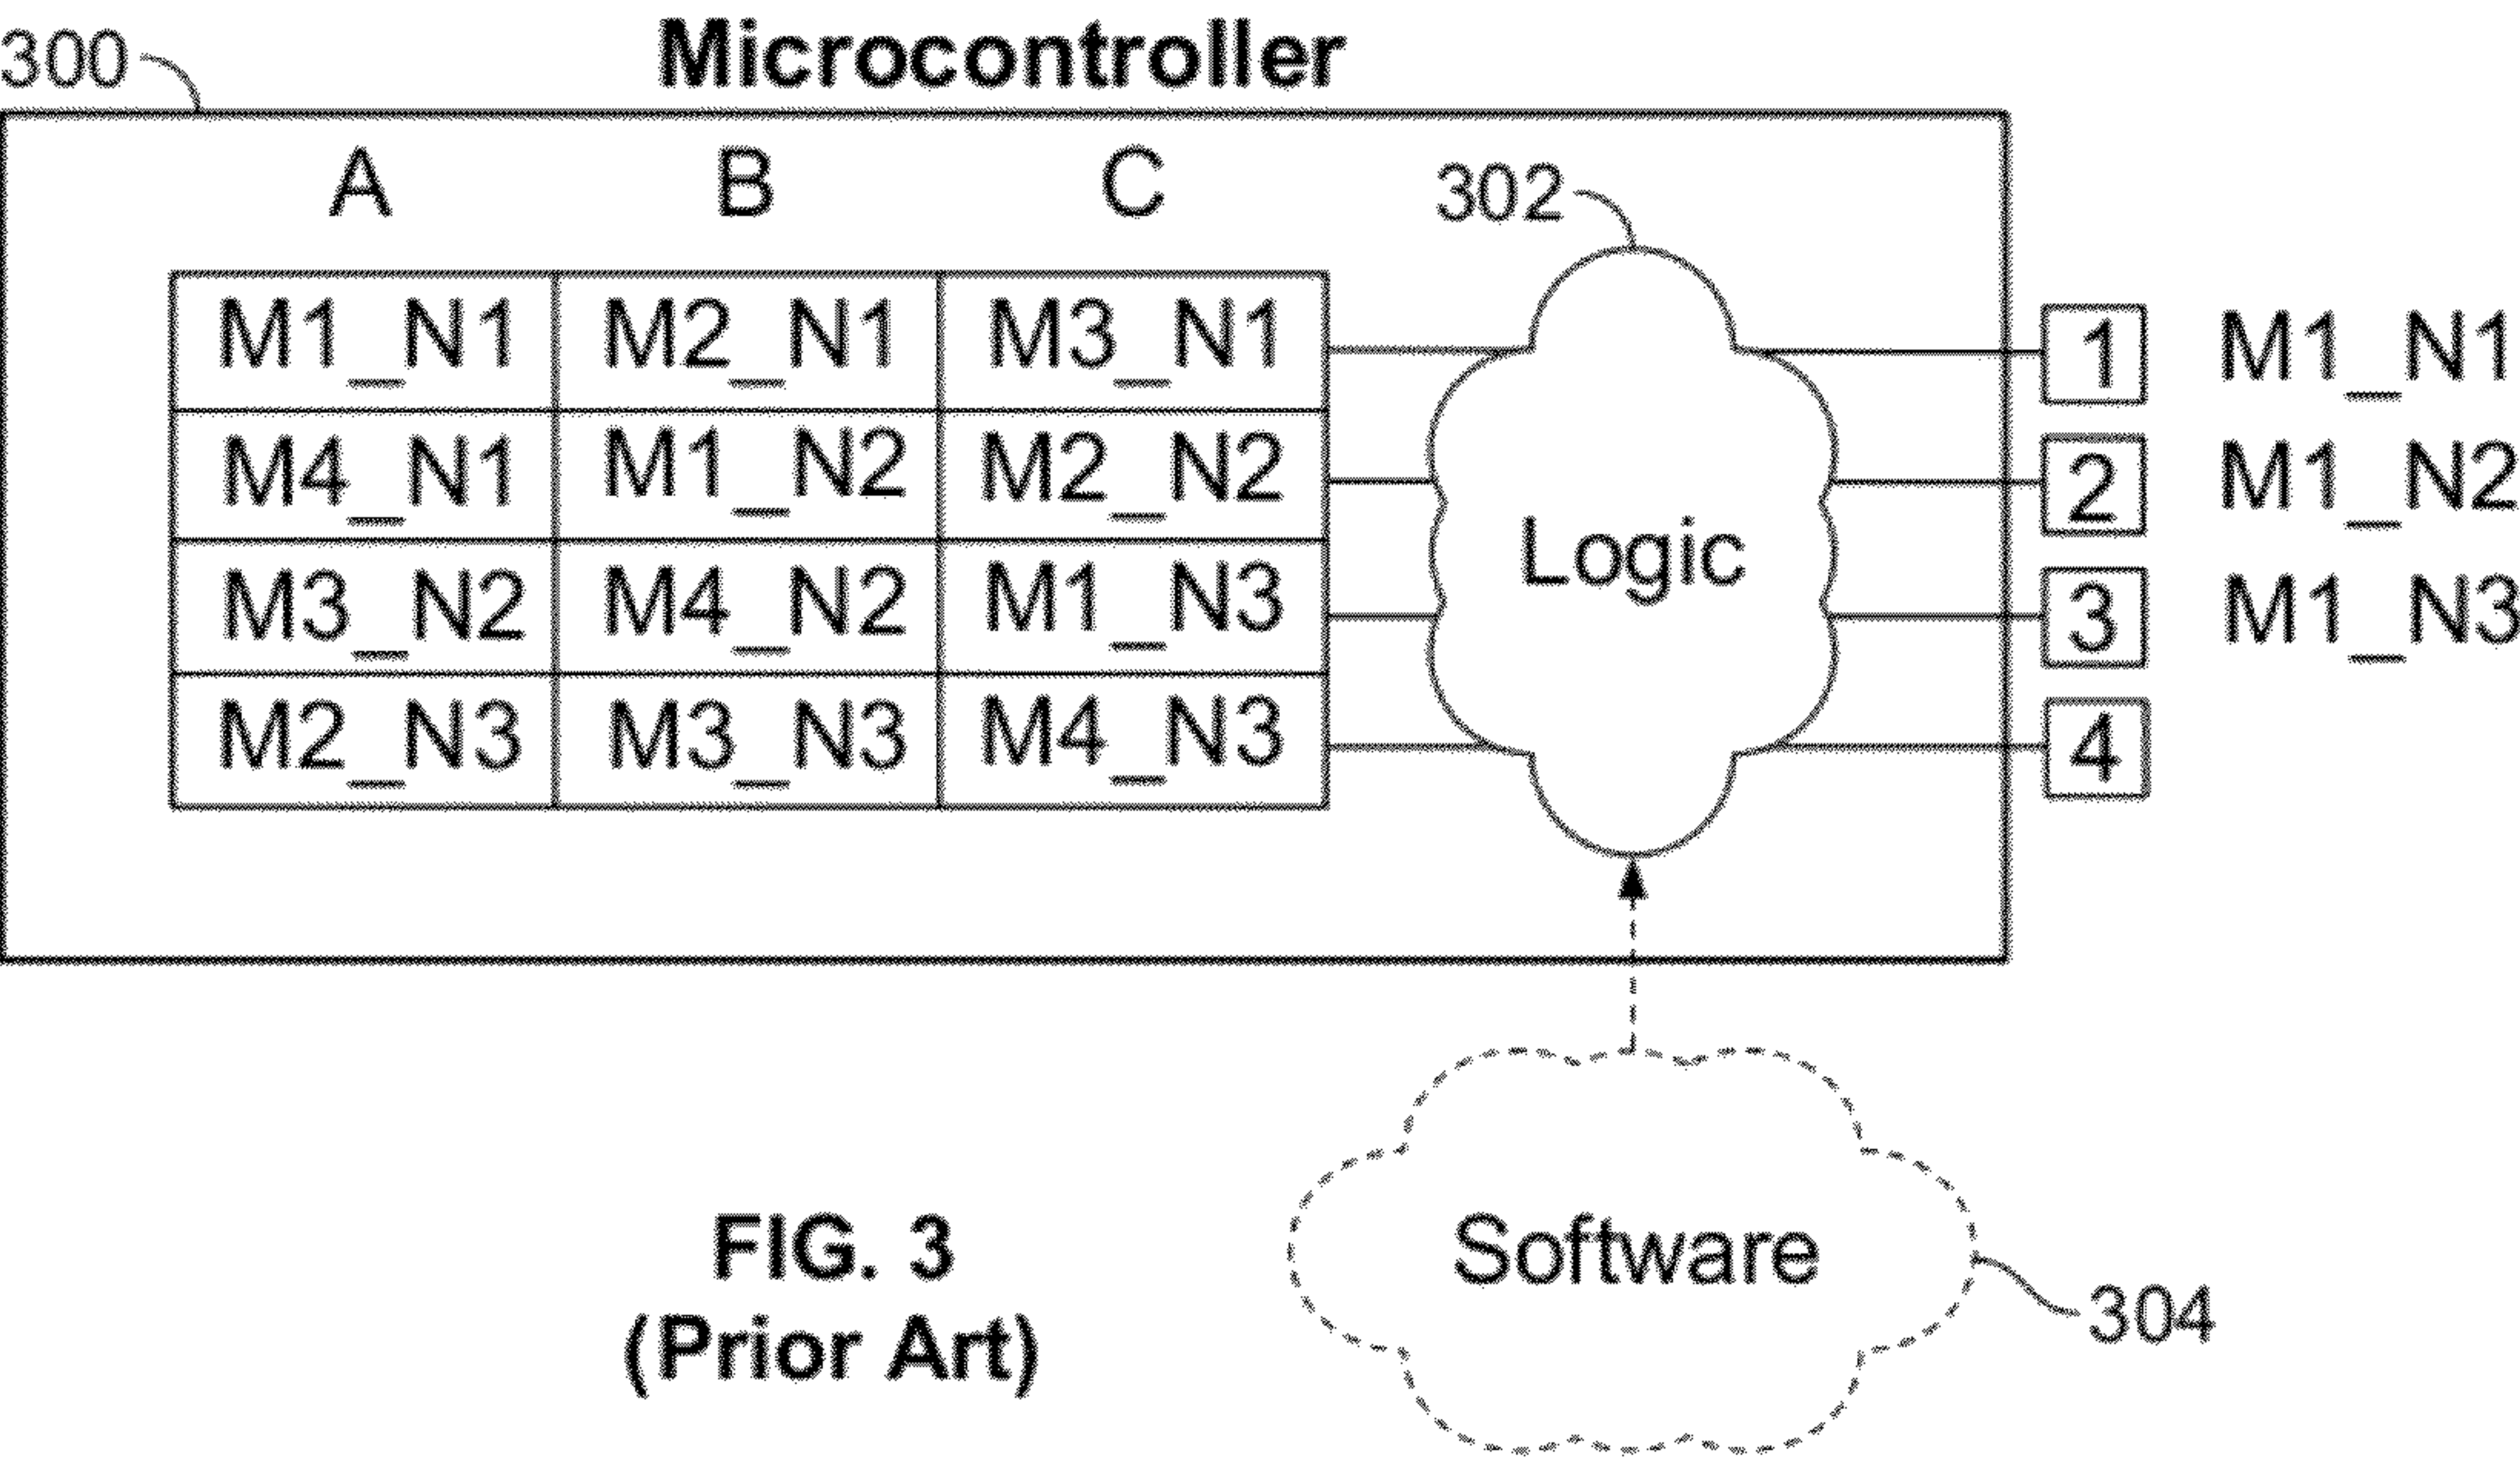 Microcontroller
300
A B C
302
M1_N1 M2_N1 M3_N1 1 M1_N1
M4_N1 M1_N2 M2_N2 2 M1_N2
Logic
M3_N2 M4_N2 M1_N3 3 M1_N3
M2_N3 M3_N3 M4_N3 4
Software
304
FIG. 3
(Prior Art)